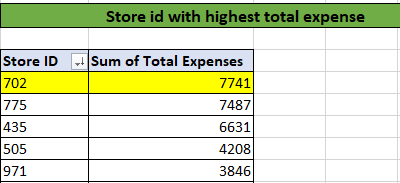 Store id with highest total expense
Store ID Sum of Total Expenses
702 7741
775 7487
435 6631
505 4208
971 3846